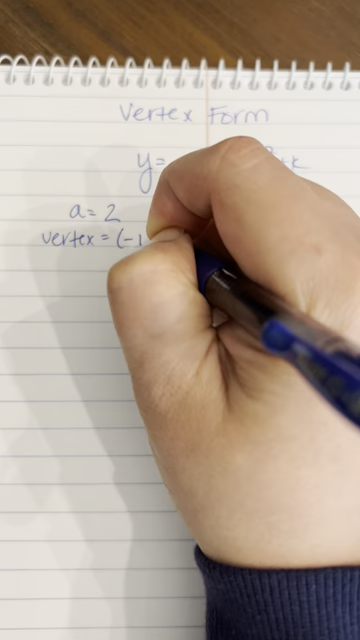 Vertex Form
y= +k
a=2
vertex = (-1